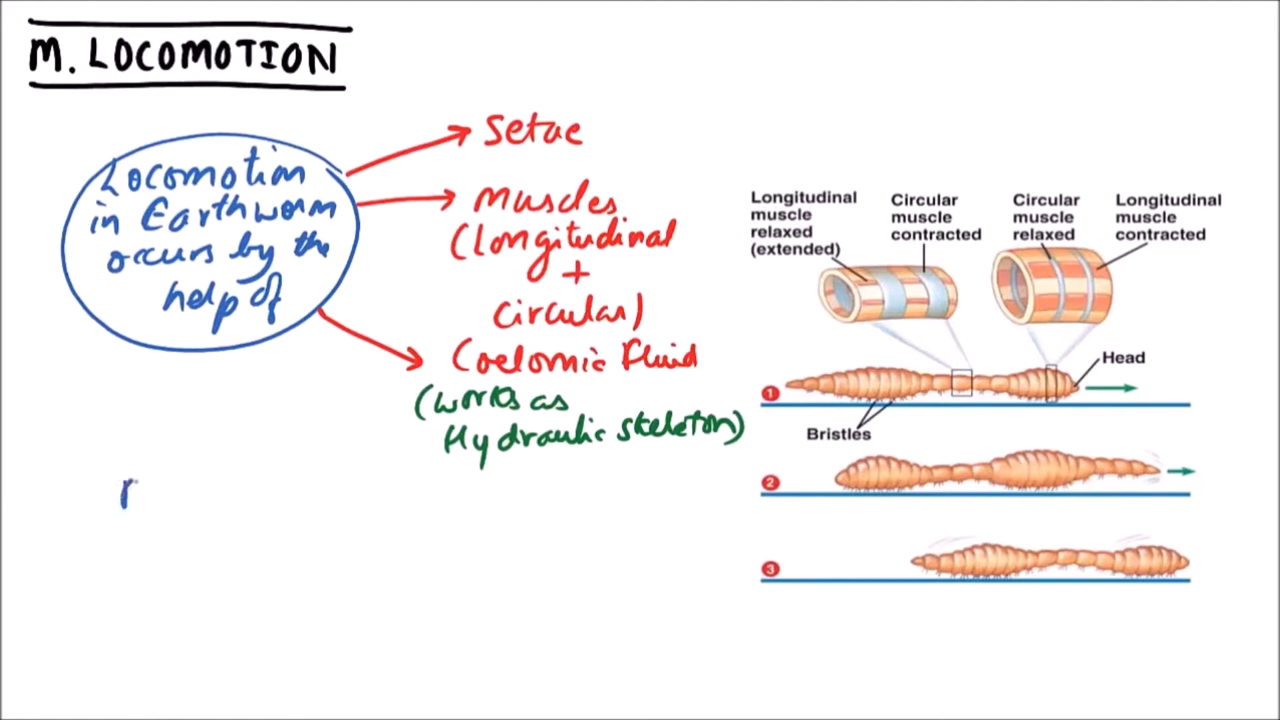 M. LOCOMOTION
Locomotion
in Earthworm
occurs by the
help of
Setae
Muscles
(longitudinal
+
circular)
Coelomic Fluid
(works as
Hydraulic skeleton)
Longitudinal
muscle
relaxed
(extended)
Circular
muscle
contracted
Circular
muscle
relaxed
Longitudinal
muscle
contracted
Head
1
Bristles
2
3